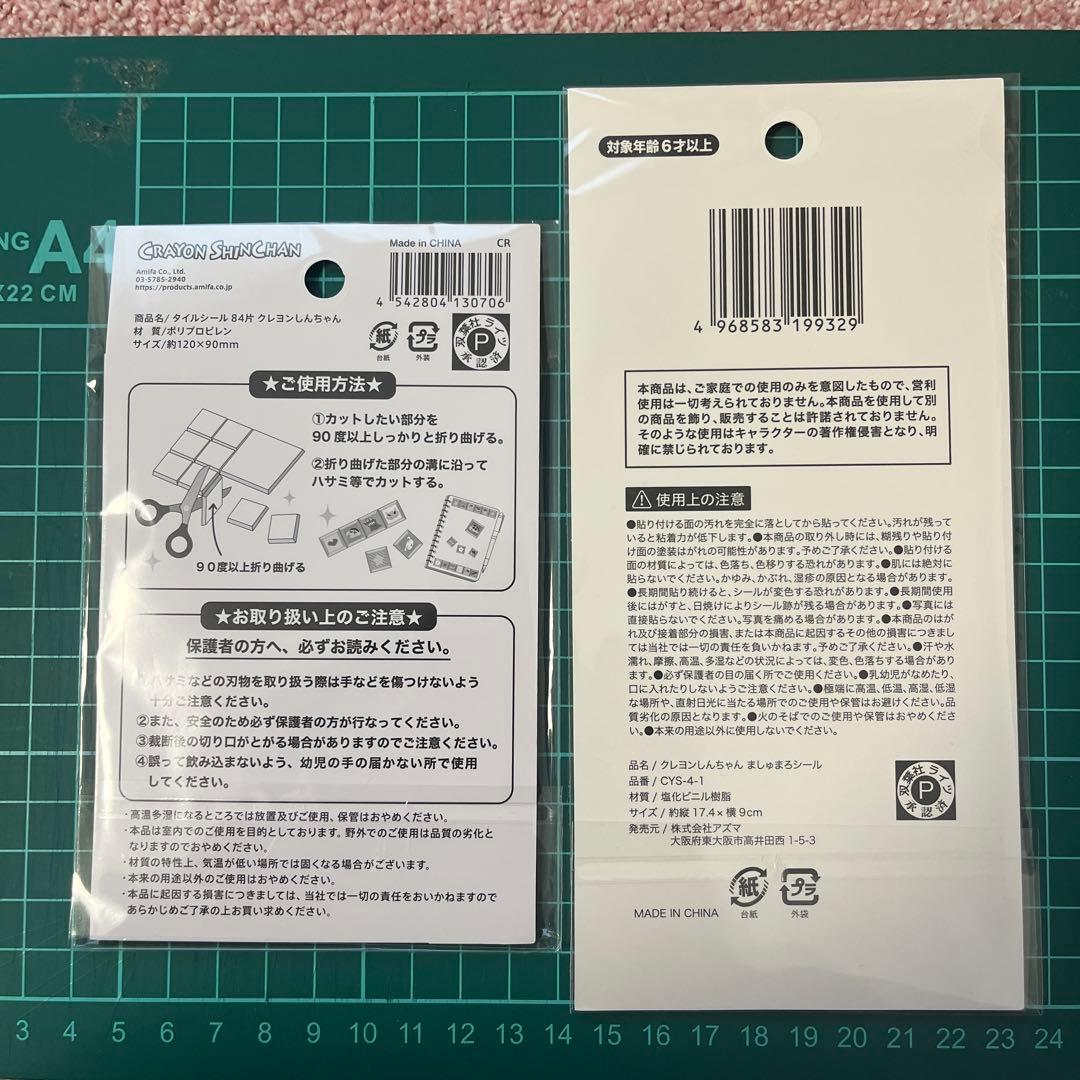 NG A4
X22 CM
CRAYON SHINCHAN
Amifa Co., Ltd.
03-5785-2940
https://products.amifa.co.jp
Made in CHINA CR
4 542804 130706
商品名/ タイルシール 84片 クレヨンしんちゃん
材 質/ポリプロピレン
サイズ/約120×90mm
紙
台紙
プラ
外装
双葉社ライツ
P
承認済
★ご使用方法★
①カットしたい部分を
90度以上しっかりと折り曲げる。
②折り曲げた部分の溝に沿って
ハサミ等でカットする。
90度以上折り曲げる
★お取り扱い上のご注意★
保護者の方へ、必ずお読みください。
ハサミなどの刃物を取り扱う際は手などを傷つけないよう
十分ご注意ください。
②また、安全のため必ず保護者の方が行なってください。
③裁断後の切り口がとがる場合がありますのでご注意ください。
④誤って飲み込まないよう、幼児の手の届かない所で使用
してください。
・高温多湿になるところでは放置及びご使用、保管はおやめください。
・本品は室内でのご使用を目的としております。野外でのご使用は品質の劣化と
なりますのでおやめください。
・材質の特性上、気温が低い場所では固くなる場合がございます。
・本来の用途以外のご使用はおやめください。
・本品に起因する損害につきましては、当社では一切の責任をおいかねますので
あらかじめご了承の上お買い求めください。
対象年齢6才以上
4 968583 199329
本商品は、ご家庭での使用のみを意図したもので、営利
使用は一切考えられておりません。本商品を使用して別
の商品を飾り、販売することは許諾されておりません。
そのような使用はキャラクターの著作権侵害となり、明
確に禁じられております。
使用上の注意
●貼り付ける面の汚れを完全に落としてから貼ってください。汚れが残って
いると粘着力が低下します。●本商品の取り外し時には、糊残りや貼り付
け面の塗装はがれの可能性があります。予めご了承ください。●貼り付ける
面の材質によっては、色落ち、色移りする恐れがあります。●肌には絶対に
貼らないでください。かゆみ、かぶれ、湿疹の原因となる場合があります。
●長期間貼り続けると、シールが変色する恐れがあります。●長期間使用
後にはがすと、日焼けによりシール跡が残る場合があります。●写真には
直接貼らないでください。写真を痛める場合があります。●本商品のはが
れ及び接着部分の損害、または本商品に起因するその他の損害につきまし
ては当社では一切の責任を負いかねます。予めご了承ください。●汗や水
濡れ、摩擦、高温、多湿などの状況によっては、変色、色落ちする場合があり
ます。●必ず保護者の目の届く所でご使用ください。●乳幼児がなめたり、
口に入れたりしないようご注意ください。●極端に高温、低温、高湿、低湿
な場所や、直射日光に当たる場所でのご使用や保管はお避けください。品
質劣化の原因となります。●火のそばでのご使用や保管はおやめくださ
い。●本来の用途以外に使用しないでください。
品名 / クレヨンしんちゃん ましゅまろシール
品番 / CYS-4-1
材質 / 塩化ビニル樹脂
サイズ / 約縦 17.4× 横 9cm
発売元 / 株式会社アズマ
大阪府東大阪市高井田西 1-5-3
双葉社ライツ
P
承認済
MADE IN CHINA
紙
台紙
プラ
外袋
3 4 5 6 7 8 9 10 11 12 13 14 15 16 17 18 19 20 21 22 23 24